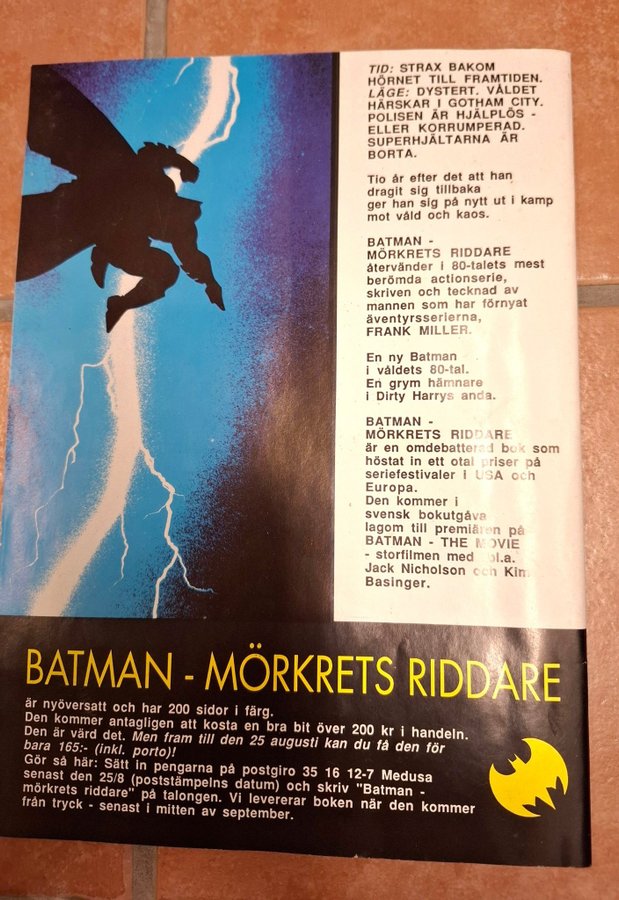 TID: STRAX BAKOM
HÖRNET TILL FRAMTIDEN.
LÄGE: DYSTERT. VÅLDET
HÄRSKAR I GOTHAM CITY.
POLISEN ÄR HJÄLPLÖS -
ELLER KORRUMPERAD.
SUPERHJÄLTARNA ÄR
BORTA.
Tio år efter det att han
dragit sig tillbaka
ger han sig på nytt ut i kamp
mot våld och kaos.
BATMAN -
MÖRKRETS RIDDARE
återvänder i 80-talets mest
berömda actionserie,
skriven och tecknad av
mannen som har förnyat
äventyrsserierna,
FRANK MILLER.
En ny Batman
i våldets 80-tal.
En grym hämnare
i Dirty Harrys anda.
BATMAN -
MÖRKRETS RIDDARE
är en omdebatterad bok som
höstat in ett otal priser på
seriefestivaler i USA och
Europa.
Den kommer i
svensk bokutgåva
lagom till premiären på
BATMAN - THE MOVIE
- storfilmen med bl.a.
Jack Nicholson och Kim
Basinger.
BATMAN - MÖRKRETS RIDDARE
är nyöversatt och har 200 sidor i färg.
Den kommer antagligen att kosta en bra bit över 200 kr i handeln.
Den är värd det. Men fram till den 25 augusti kan du få den för
bara 165:- (inkl. porto)!
Gör så här: Sätt in pengarna på postgiro 35 16 12-7 Medusa
senast den 25/8 (poststämpelns datum) och skriv "Batman -
mörkrets riddare" på talongen. Vi levererar boken när den kommer
från tryck - senast i mitten av september.